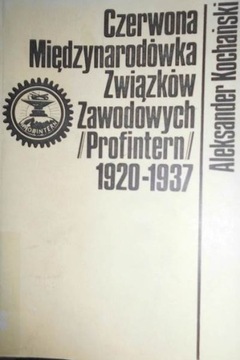 Czerwona
Międzynarodówka
Związków
Zawodowych
/Profintern/
1920-1937
Aleksander Kochański
PROFINTERN